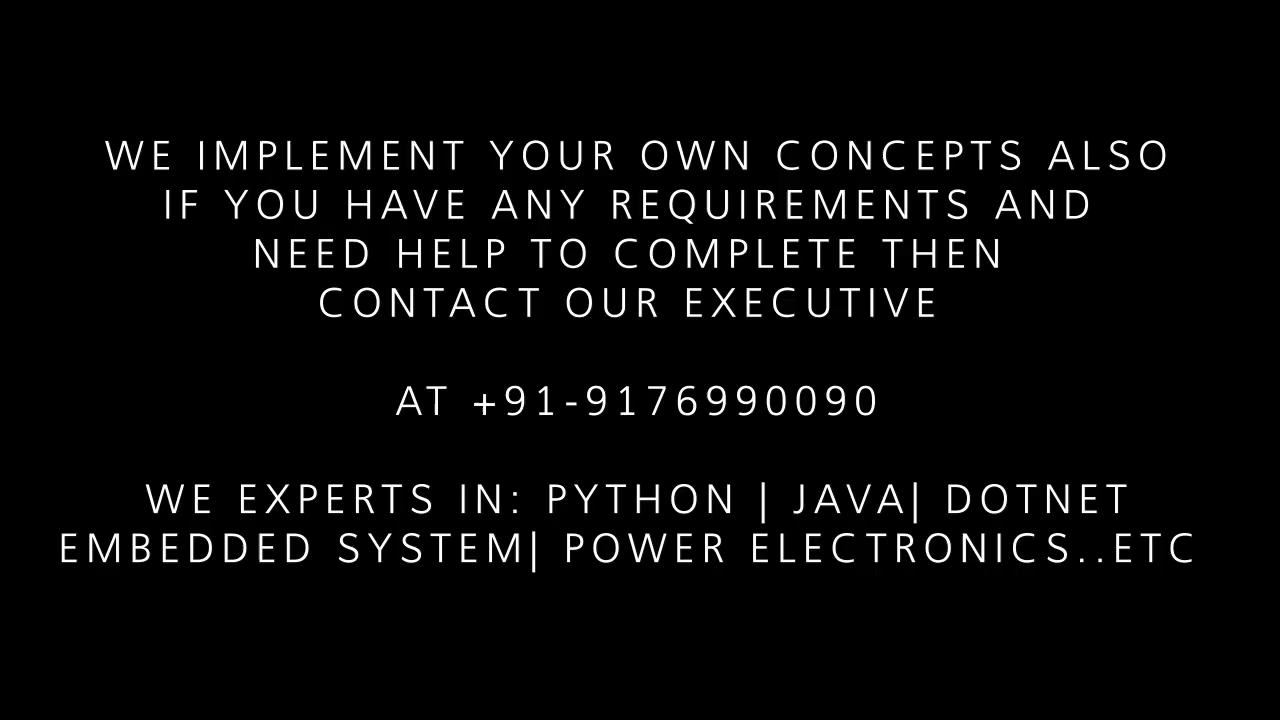 WE IMPLEMENT YOUR OWN CONCEPTS ALSO
IF YOU HAVE ANY REQUIREMENTS AND
NEED HELP TO COMPLETE THEN
CONTACT OUR EXECUTIVE
AT +91-9176990090
WE EXPERTS IN: PYTHON | JAVA| DOTNET
EMBEDDED SYSTEM| POWER ELECTRONICS..ETC